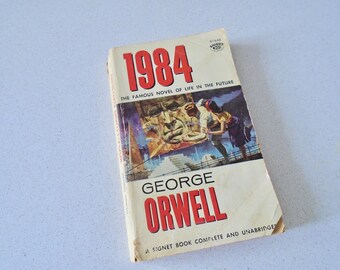 1984
THE FAMOUS NOVEL OF LIFE IN THE FUTURE
GEORGE
ORWELL
A SIGNET BOOK COMPLETE AND UNABRIDGED